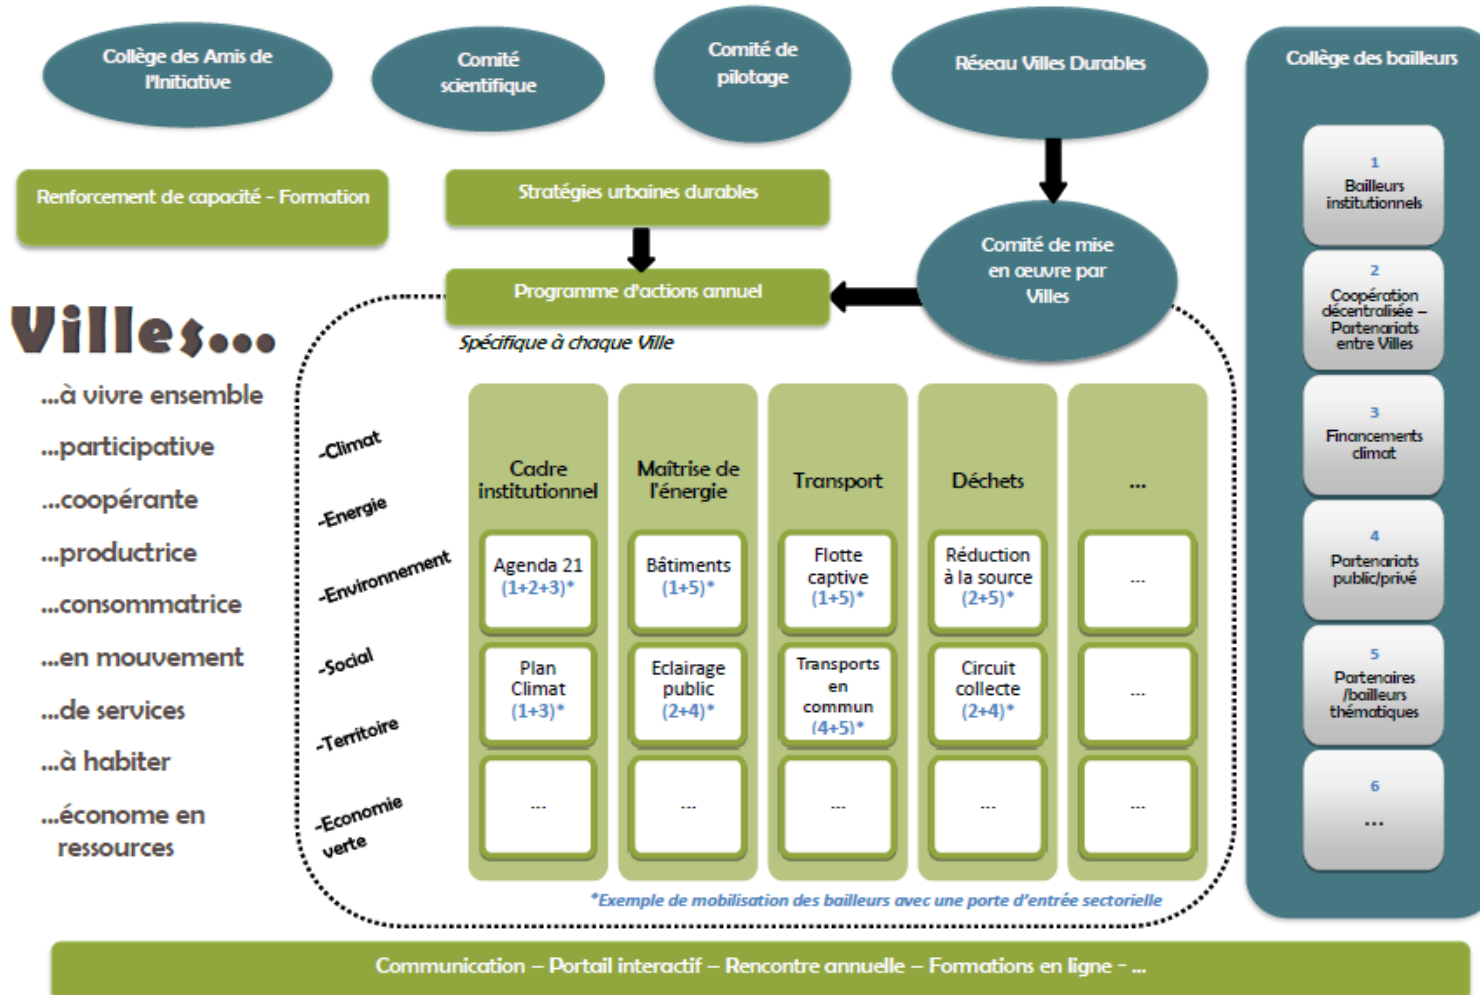 Collège des Amis de
l'Initiative
Comité
scientifique
Comité de
pilotage
Réseau Villes Durables
Collège des bailleurs
Renforcement de capacité - Formation
Stratégies urbaines durables
Comité de mise
en œuvre par
Villes
Programme d'actions annuel
Spécifique à chaque Ville
1
Bailleurs
institutionnels
2
Coopération
décentralisée –
Partenariats
entre Villes
3
Financements
climat
4
Partenariats
public/privé
5
Partenaires
/bailleurs
thématiques
6
...
Villes...
...à vivre ensemble
...participative
...coopérante
...productrice
...consommatrice
...en mouvement
...de services
...à habiter
...économe en
ressources
-Climat
-Energie
-Environnement
-Social
-Territoire
-Economie
verte
Cadre
institutionnel
Agenda 21
(1+2+3)*
Plan
Climat
(1+3)*
...
Maîtrise de
l'énergie
Bâtiments
(1+5)*
Eclairage
public
(2+4)*
...
Transport
Flotte
captive
(1+5)*
Transports
en
commun
(4+5)*
...
Déchets
Réduction
à la source
(2+5)*
Circuit
collecte
(2+4)*
...
...
...
...
...
*Exemple de mobilisation des bailleurs avec une porte d'entrée sectorielle
Communication – Portail interactif – Rencontre annuelle – Formations en ligne - ...